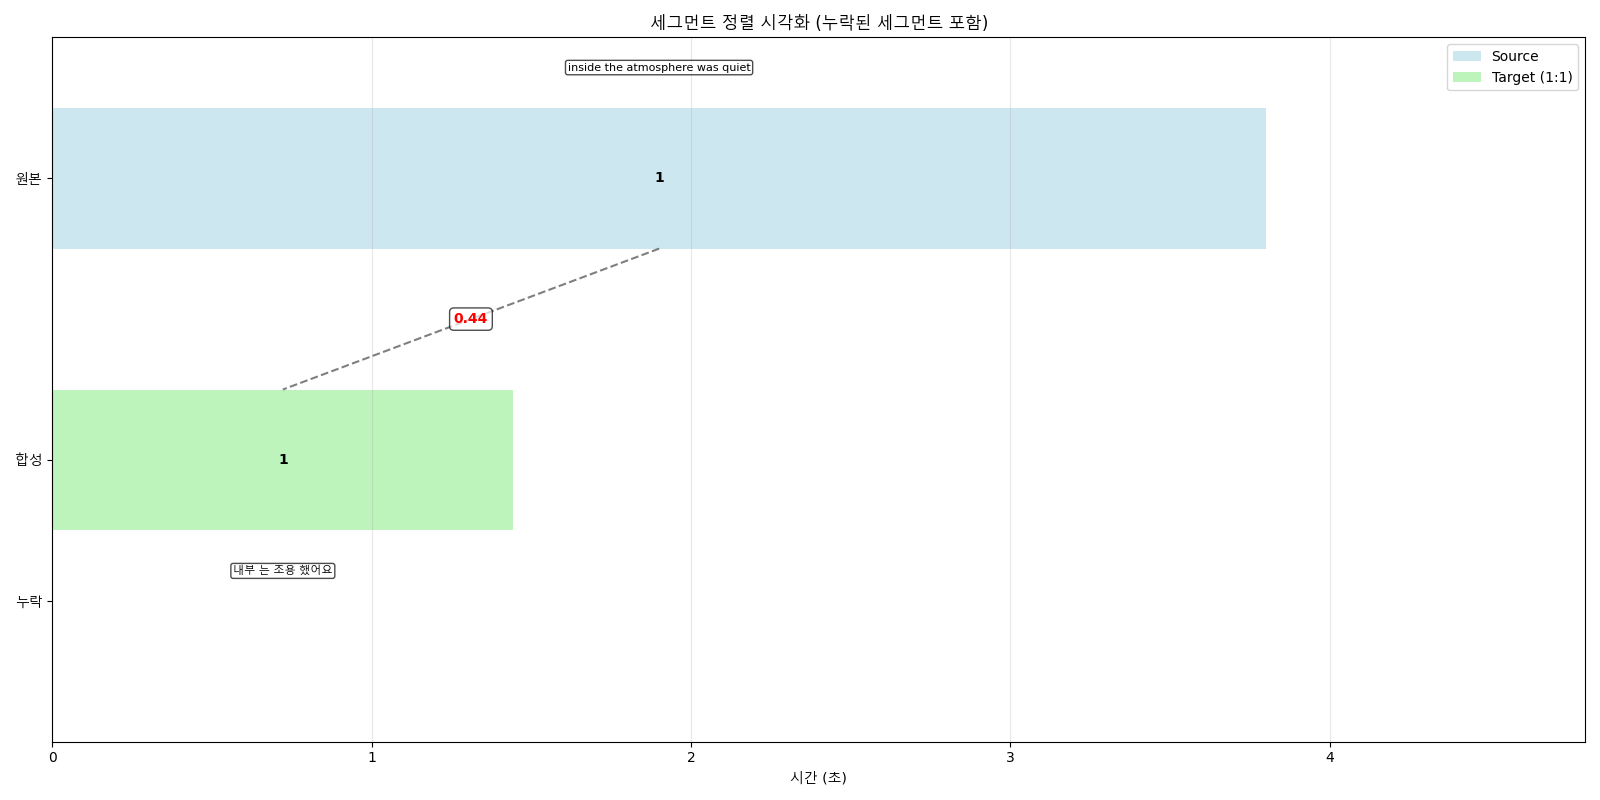 세그먼트 정렬 시각화 (누락된 세그먼트 포함)
inside the atmosphere was quiet
Source
Target (1:1)
원본
1
0.44
합성
1
내부 는 조용 했어요
누락
0 1 2 3 4
시간 (초)